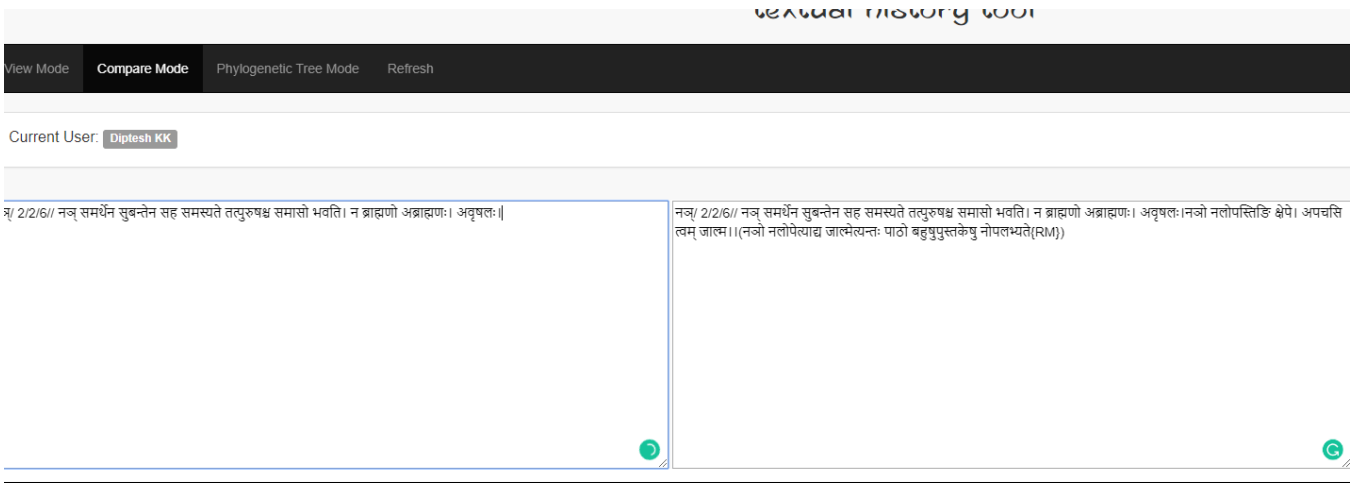 textual history tool
View Mode Compare Mode Phylogenetic Tree Mode Refresh
Current User: Diptesh KK
ञ्/ 2/2/6// नञ् समर्थेन सुबन्तेन सह समस्यते तत्पुरुषश्च समासो भवति। न ब्राह्मणो अब्राह्मणः। अवृषलः।
नञ्/ 2/2/6// नञ् समर्थेन सुबन्तेन सह समस्यते तत्पुरुषश्च समासो भवति। न ब्राह्मणो अब्राह्मणः। अवृषलः।नञो नलोपस्तिङि क्षेपे। अपचसि
त्वम् जाल्म।।(नञो नलोपेत्याद्य जाल्मेत्यन्तः पाठो बहुषुपुस्तकेषु नोपलभ्यते{RM})